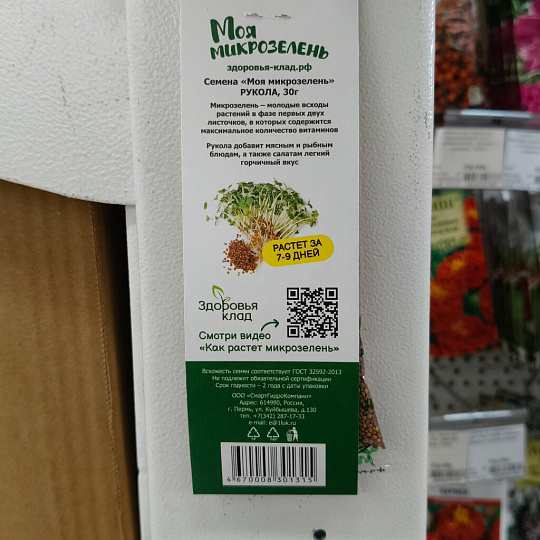 Моя
микрозелень
здоровья-клад.рф
Семена «Моя микрозелень»
РУКОЛА, 30г
Микрозелень – молодые всходы
растений в фазе первых двух
листочков, в которых содержится
максимальное количество витаминов
Рукола добавит мясным и рыбным
блюдам, а также салатам легкий
горчичный вкус
РАСТЕТ ЗА
7-9 ДНЕЙ
Здоровья
клад
Смотри видео
«Как растет микрозелень»
Всхожесть семян соответствует ГОСТ 32592-2013
Не подлежит обязательной сертификации
Срок годности – 2 года с даты упаковки
ООО «СмартГидроКомпани»
Адрес: 614990, Россия,
г. Пермь, ул. Куйбышева, д.130
тел. +7(342) 287-17-33
e-mail: e@1luk.ru
4670008301315